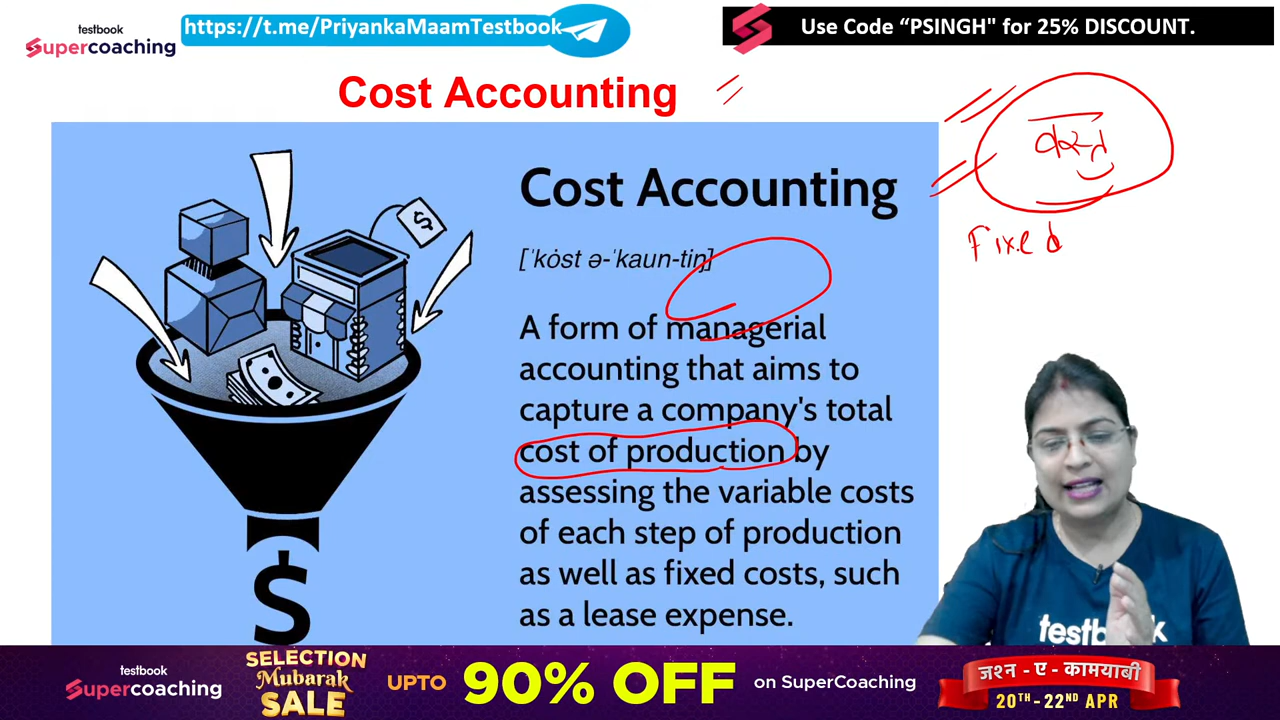 testbook
Supercoaching
https://t.me/PriyankaMaamTestbook
Use Code “PSINGH" for 25% DISCOUNT.
Cost Accounting
वस्तु
Fixed
$
Cost Accounting
[ˈkȯst ə-ˈkaun-tiŋ]
A form of managerial
accounting that aims to
capture a company's total
cost of production by
assessing the variable costs
of each step of production
as well as fixed costs, such
as a lease expense.
$
testbook
testbook
Supercoaching
SELECTION
Mubarak
SALE
UPTO 90% OFF on SuperCoaching
जश्न - ए - कामयाबी
20TH - 22ND APR